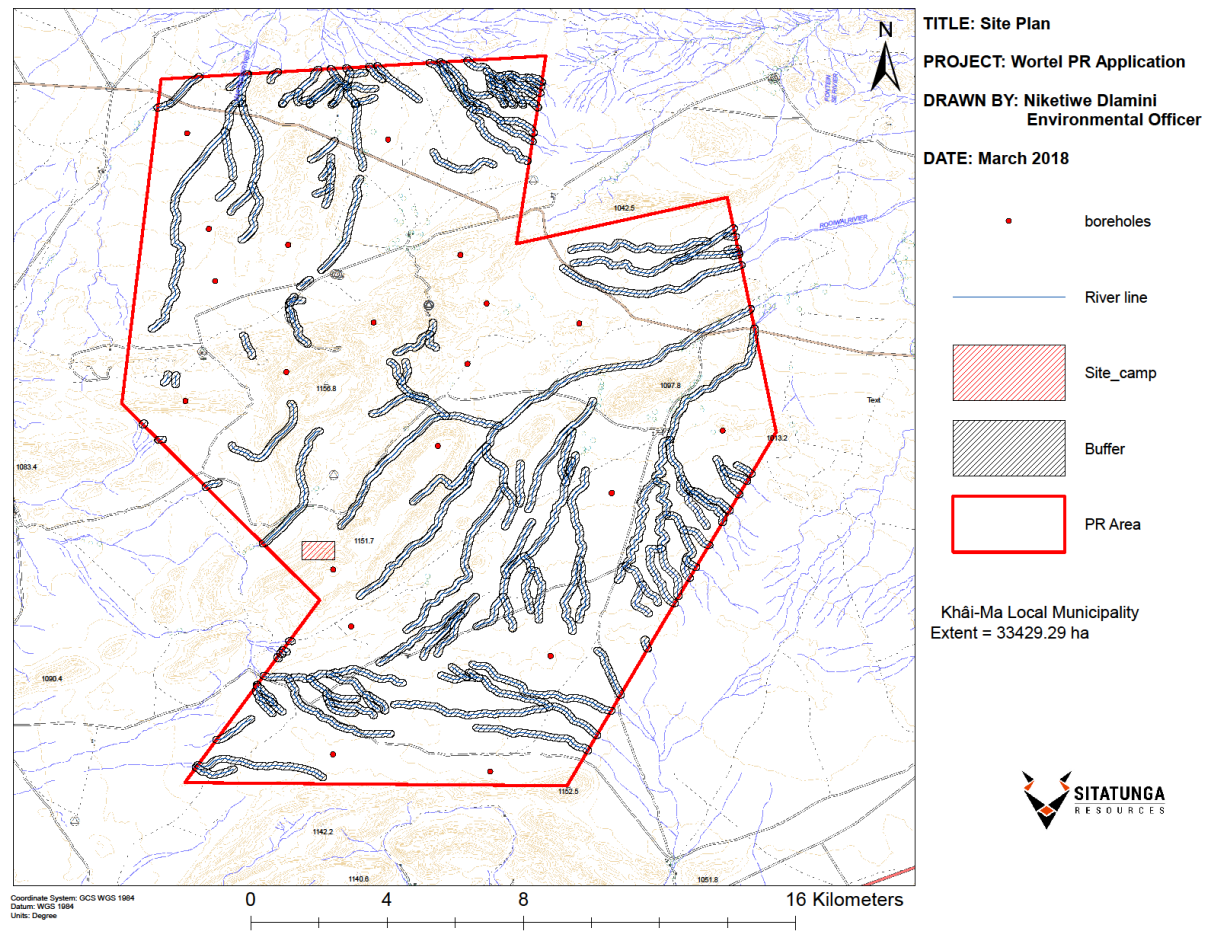 TITLE: Site Plan
PROJECT: Wortel PR Application
DRAWN BY: Niketiwe Dlamini
Environmental Officer
DATE: March 2018
N
boreholes
River line
Site_camp
Buffer
PR Area
Khâi-Ma Local Municipality
Extent = 33429.29 ha
SITATUNGA
RESOURCES
1042.5
ROOIWALRIVIER
1156.8
1097.8
Text
1013.2
1083.4
1151.7
1090.4
1152.5
1142.2
1140.6
1051.8
Coordinate System: GCS WGS 1984
Datum: WGS 1984
Units: Degree
0 4 8 16 Kilometers